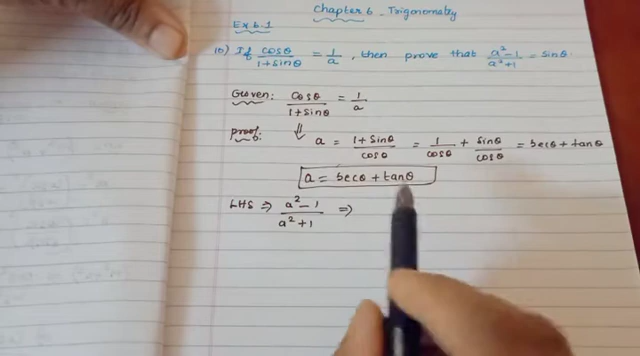 Chapter 6 - Trigonometry
Ex 6.1
10) If cosθ/1+sinθ = 1/a, then prove that a²-1/a²+1 = sinθ.
Given: cosθ/1+sinθ = 1/a
proof: ⇓ a = 1+sinθ/cosθ = 1/cosθ + sinθ/cosθ = secθ + tanθ
a = secθ + tanθ
LHS ⇒ a²-1/a²+1 ⇒